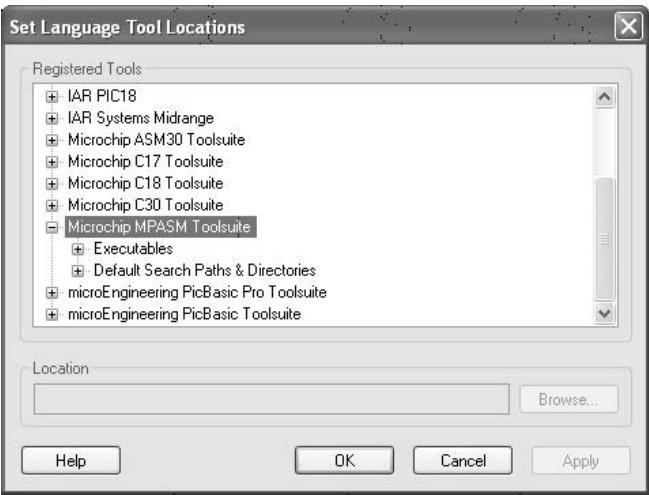 Set Language Tool Locations
Registered Tools
IAR PIC18
IAR Systems Midrange
Microchip ASM30 Toolsuite
Microchip C17 Toolsuite
Microchip C18 Toolsuite
Microchip C30 Toolsuite
Microchip MPASM Toolsuite
Executables
Default Search Paths & Directories
microEngineering PicBasic Pro Toolsuite
microEngineering PicBasic Toolsuite
Location
Browse...
Help OK Cancel Apply